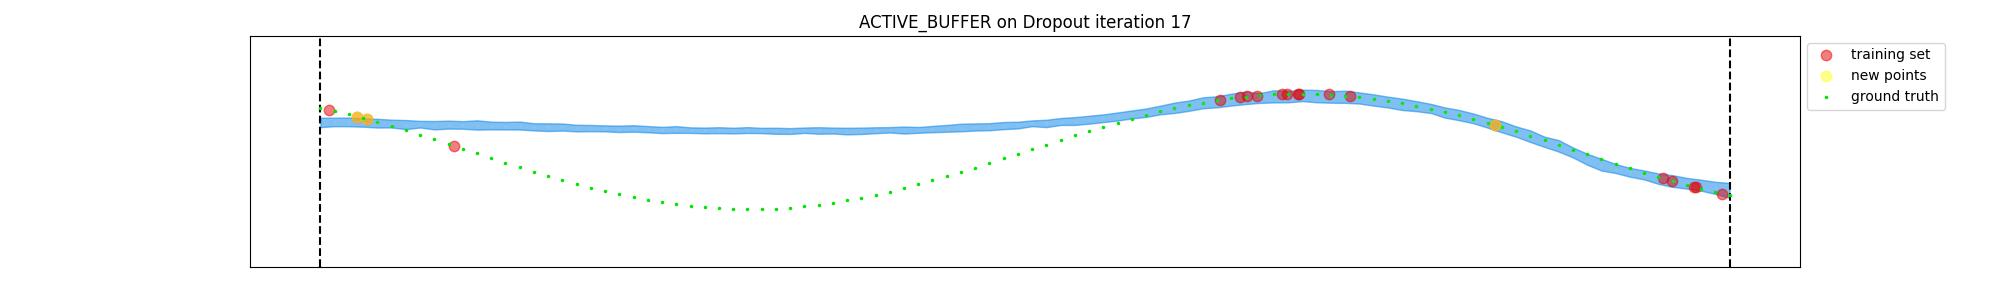 ACTIVE_BUFFER on Dropout iteration 17
training set
new points
ground truth